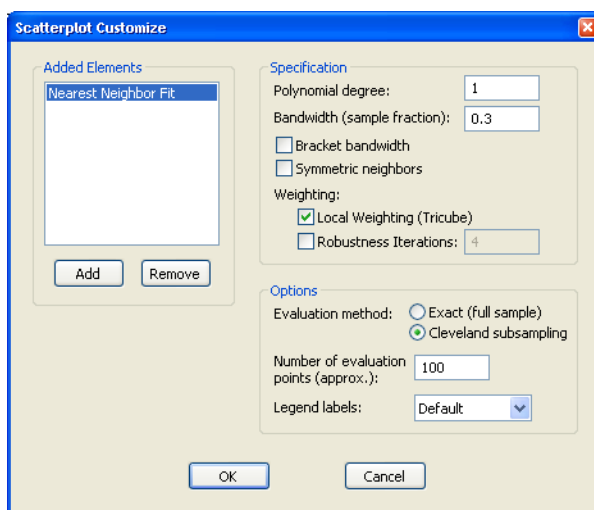 Scatterplot Customize
Added Elements
Nearest Neighbor Fit
Add
Remove
Specification
Polynomial degree: 1
Bandwidth (sample fraction): 0.3
Bracket bandwidth
Symmetric neighbors
Weighting:
Local Weighting (Tricube)
Robustness Iterations: 4
Options
Evaluation method: Exact (full sample)
Cleveland subsampling
Number of evaluation
points (approx.): 100
Legend labels: Default
OK
Cancel